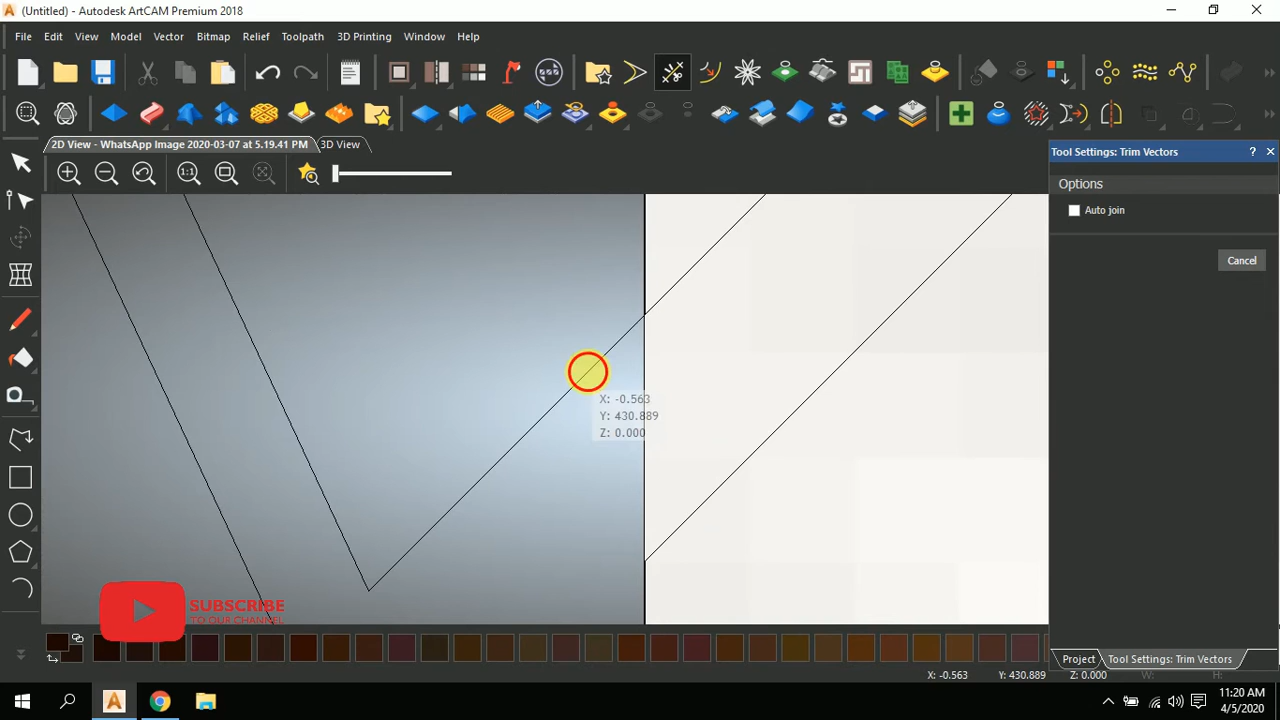 (Untitled) - Autodesk ArtCAM Premium 2018
File Edit View Model Vector Bitmap Relief Toolpath 3D Printing Window Help
2D View - WhatsApp Image 2020-03-07 at 5.19.41 PM 3D View
1:1
Tool Settings: Trim Vectors ?
Options
Auto join
Cancel
X: -0.563
Y: 430.889
Z: 0.000
SUBSCRIBE
TO OUR CHANNEL
Project Tool Settings: Trim Vectors
X: -0.563 Y: 430.889 Z: 0.000 W: H:
11:20 AM
4/5/2020